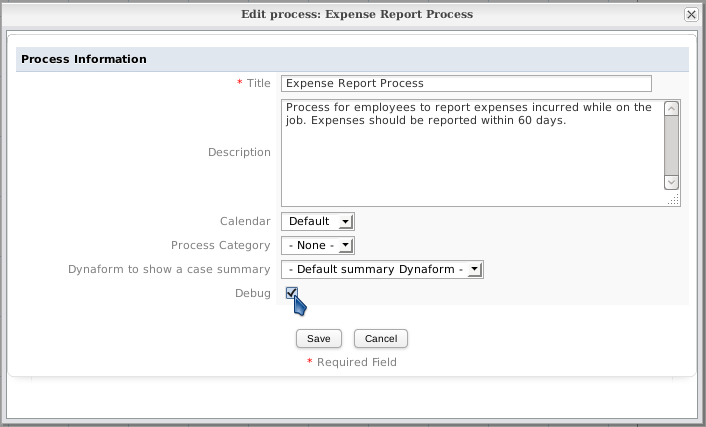 Edit process: Expense Report Process
Process Information
* Title
Expense Report Process
Description
Process for employees to report expenses incurred while on the
job. Expenses should be reported within 60 days.
Calendar
Default
Process Category
- None -
Dynaform to show a case summary
- Default summary Dynaform -
Debug
Save
Cancel
* Required Field